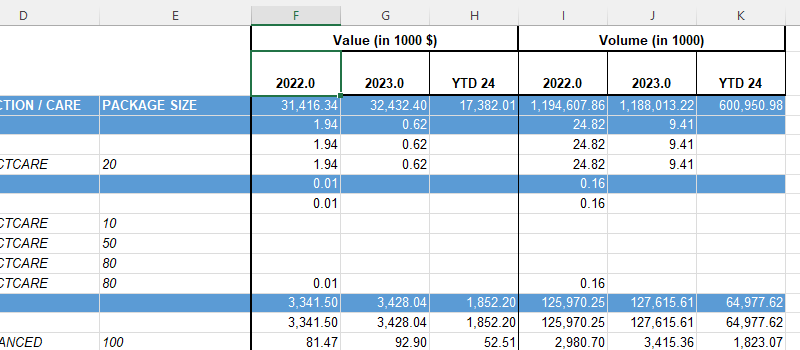 D E F G H I J K
Value (in 1000 $) Volume (in 1000)
2022.0 2023.0 YTD 24 2022.0 2023.0 YTD 24
CTION / CARE PACKAGE SIZE 31,416.34 32,432.40 17,382.01 1,194,607.86 1,188,013.22 600,950.98
1.94 0.62 24.82 9.41
1.94 0.62 24.82 9.41
CTCARE 20 1.94 0.62 24.82 9.41
0.01 0.16
0.01 0.16
CTCARE 10
CTCARE 50
CTCARE 80
CTCARE 80 0.01 0.16
3,341.50 3,428.04 1,852.20 125,970.25 127,615.61 64,977.62
3,341.50 3,428.04 1,852.20 125,970.25 127,615.61 64,977.62
ANCED 100 81.47 92.90 52.51 2,980.70 3,415.36 1,823.07